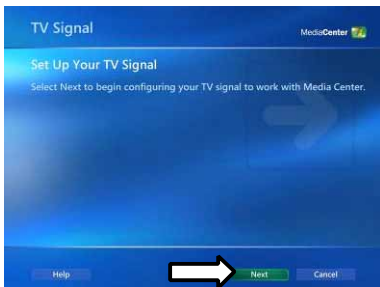 TV Signal
MediaCenter
Set Up Your TV Signal
Select Next to begin configuring your TV signal to work with Media Center.
Help Next Cancel